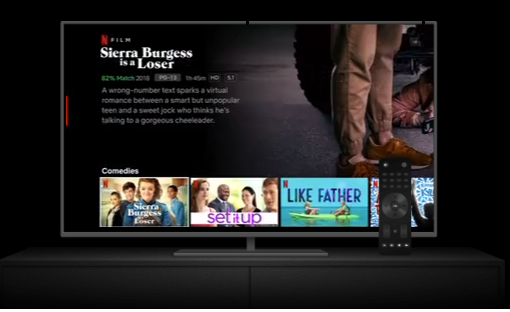 N FILM
Sierra Burgess
is a Loser
82% Match 2018 PG-13 1h45m HD 5.1
A wrong-number text sparks a virtual
romance between a smart but unpopular
teen and a sweet jock who thinks he's
talking to a gorgeous cheeleader.
Comedies
N
Sierra
Burgess
is a Loser
set it up
N
LIKE FATHER
N